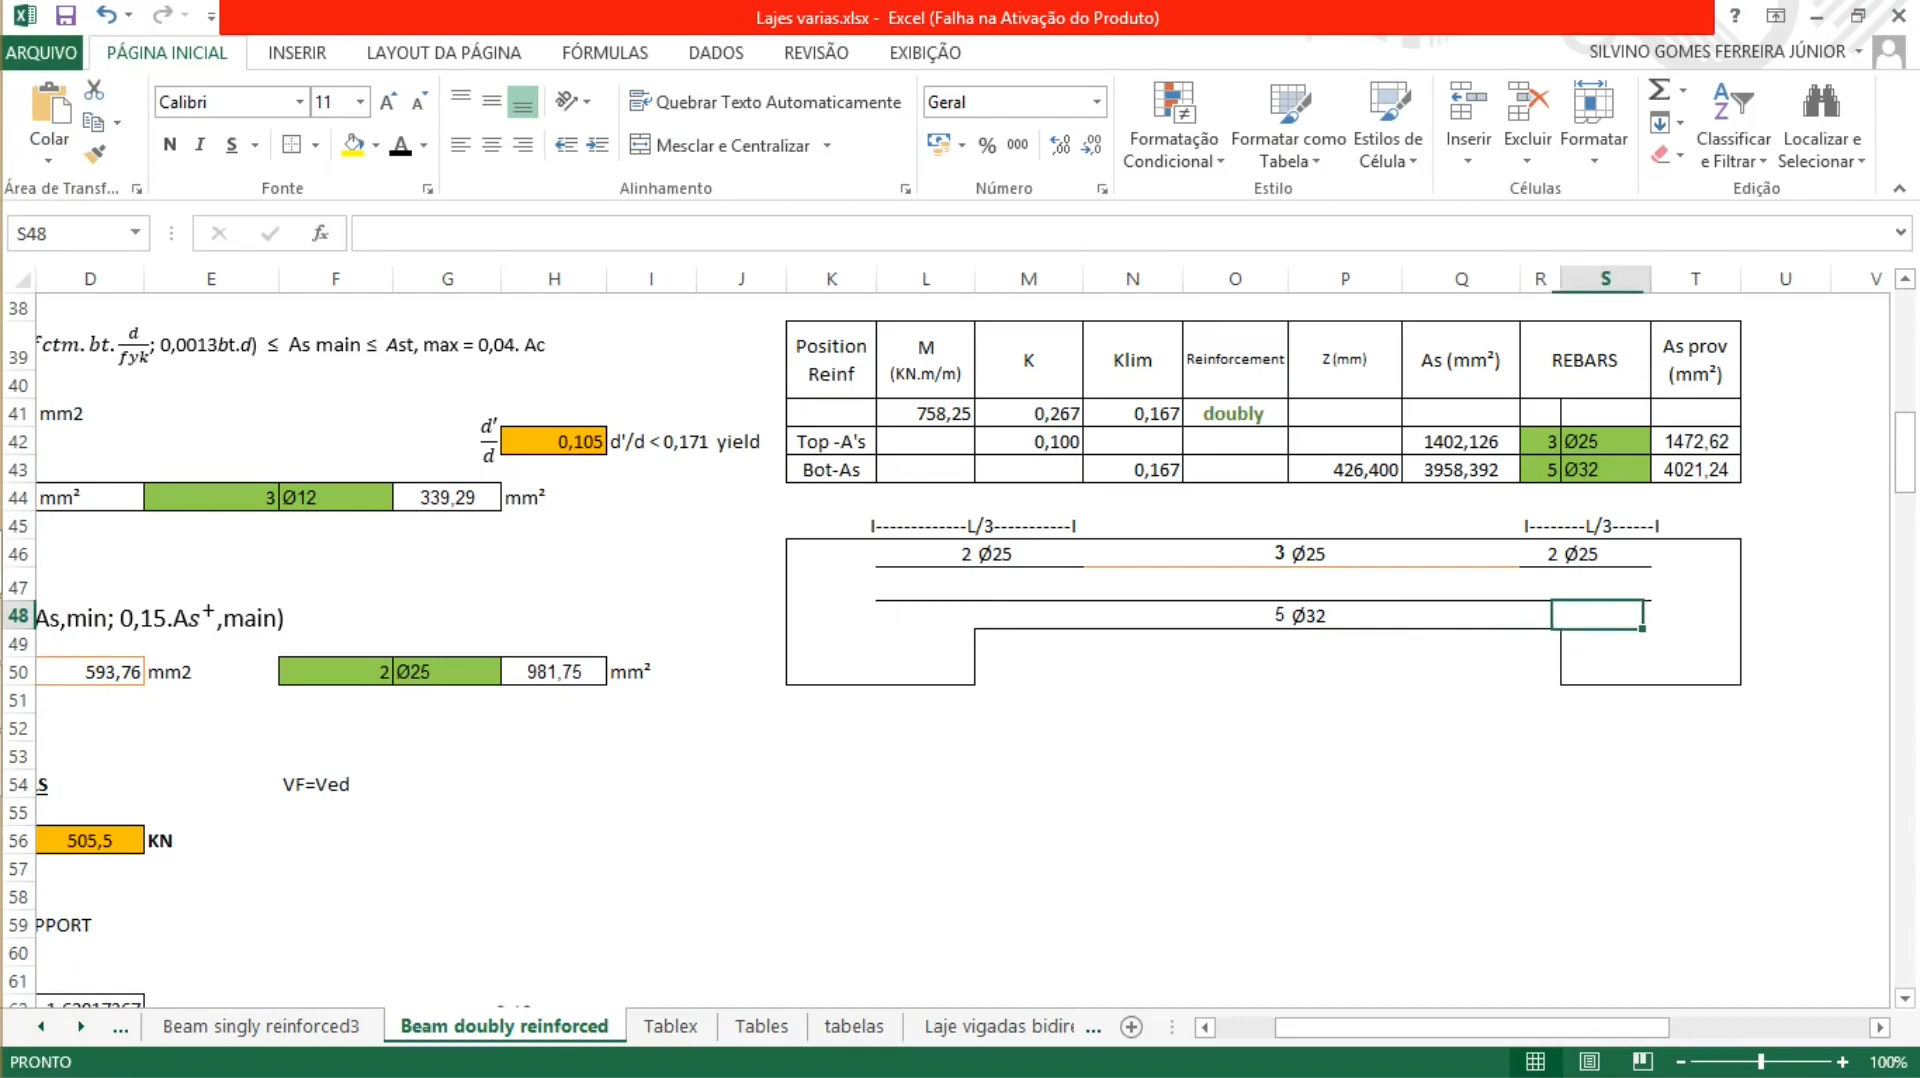 Lajes varias.xlsx - Excel (Falha na Ativação do Produto)
ARQUIVO PÁGINA INICIAL INSERIR LAYOUT DA PÁGINA FÓRMULAS DADOS REVISÃO EXIBIÇÃO SILVINO GOMES FERREIRA JÚNIOR
Colar Calibri 11 Quebrar Texto Automaticamente Geral
N I S Mesclar e Centralizar % 000
Formatação Condicional Formatar como Tabela Estilos de Célula Inserir Excluir Formatar Classificar e Filtrar Localizar e Selecionar
Área de Transf... Fonte Alinhamento Número Estilo Células Edição
S48 fx
D E F G H I J K L M N O P Q R S T U V
38
39 fctm. bt. d/fyk; 0,0013bt.d) ≤ As main ≤ Ast, max = 0,04. Ac Position Reinf M (KN.m/m) K Klim Reinforcement Z (mm) As (mm²) REBARS As prov (mm²)
40
41 mm2 758,25 0,267 0,167 doubly
42 d'/d 0,105 d'/d < 0,171 yield Top -A's 0,100 1402,126 3 Ø25 1472,62
43 Bot-As 0,167 426,400 3958,392 5 Ø32 4021,24
44 mm² 3 Ø12 339,29 mm²
45 I-------------L/3-----------I I--------L/3------I
46 2 Ø25 3 Ø25 2 Ø25
47
48 As,min; 0,15.As⁺,main) 5 Ø32
49
50 593,76 mm2 2 Ø25 981,75 mm²
51
52
53
54 S VF=Ved
55
56 505,5 KN
57
58
59 PPORT
60
61
... Beam singly reinforced3 Beam doubly reinforced Tablex Tables tabelas Laje vigadas bidire ...
PRONTO 100%